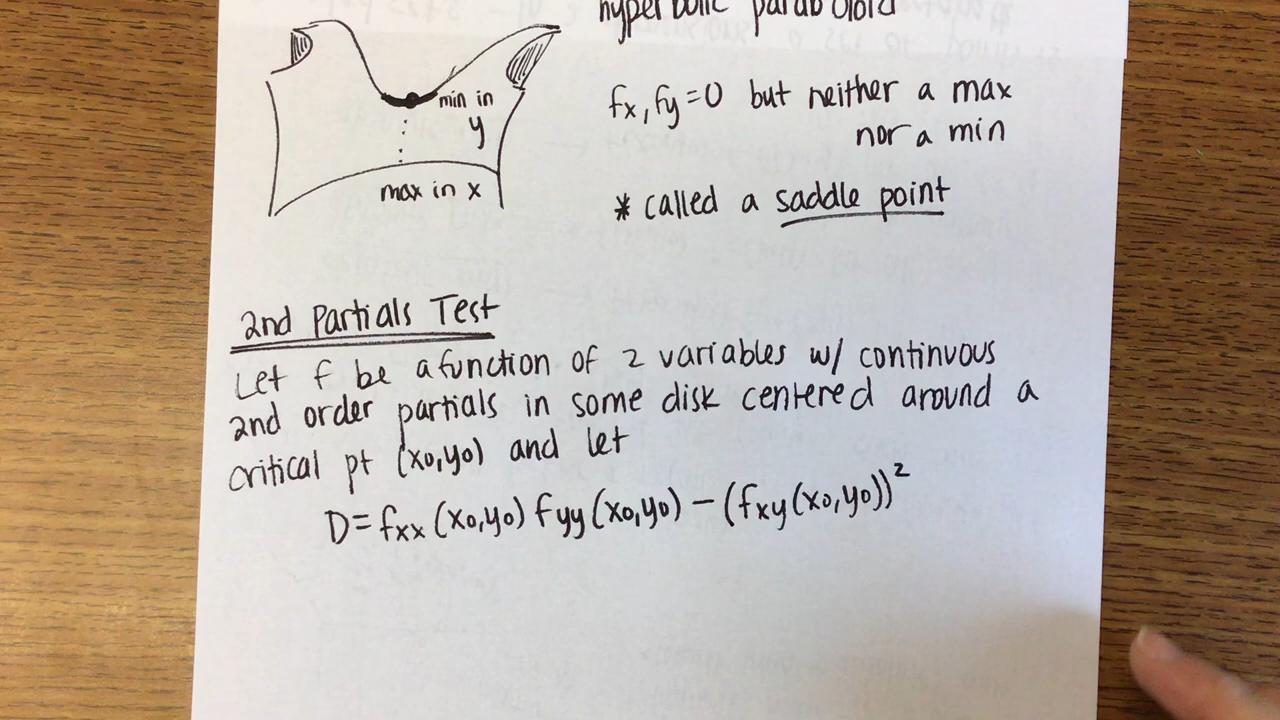 hyperbolic paraboloid
min in
y
max in x
fx, fy=0 but neither a max
nor a min
* called a saddle point
2nd Partials Test
Let f be a function of 2 variables w/ continuous
2nd order partials in some disk centered around a
critical pt (x0,y0) and let
D=fxx(x0,y0)fyy(x0,y0)-(fxy(x0,y0))²